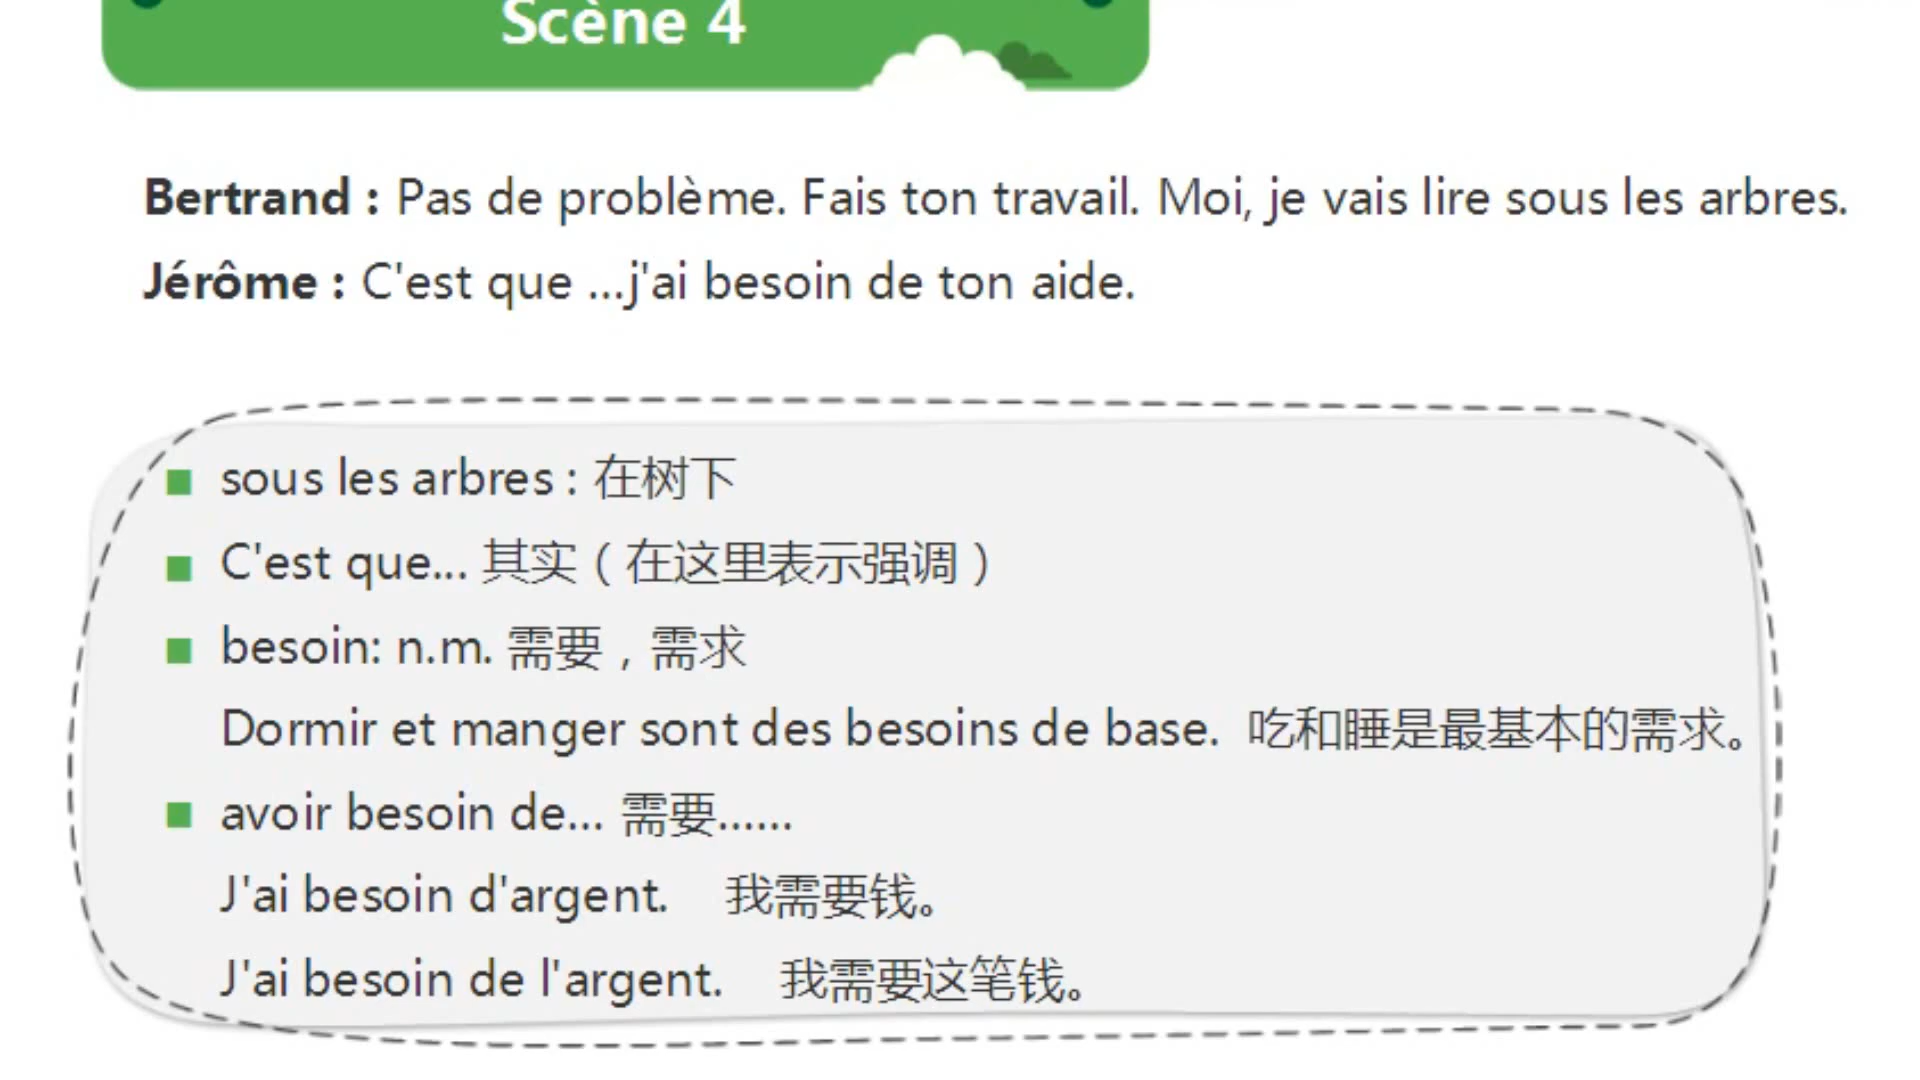 Scène 4
Bertrand : Pas de problème. Fais ton travail. Moi, je vais lire sous les arbres.
Jérôme : C'est que ...j'ai besoin de ton aide.
sous les arbres : 在树下
C'est que... 其实（在这里表示强调）
besoin: n.m. 需要，需求
Dormir et manger sont des besoins de base. 吃和睡是最基本的需求。
avoir besoin de... 需要......
J'ai besoin d'argent. 我需要钱。
J'ai besoin de l'argent. 我需要这笔钱。